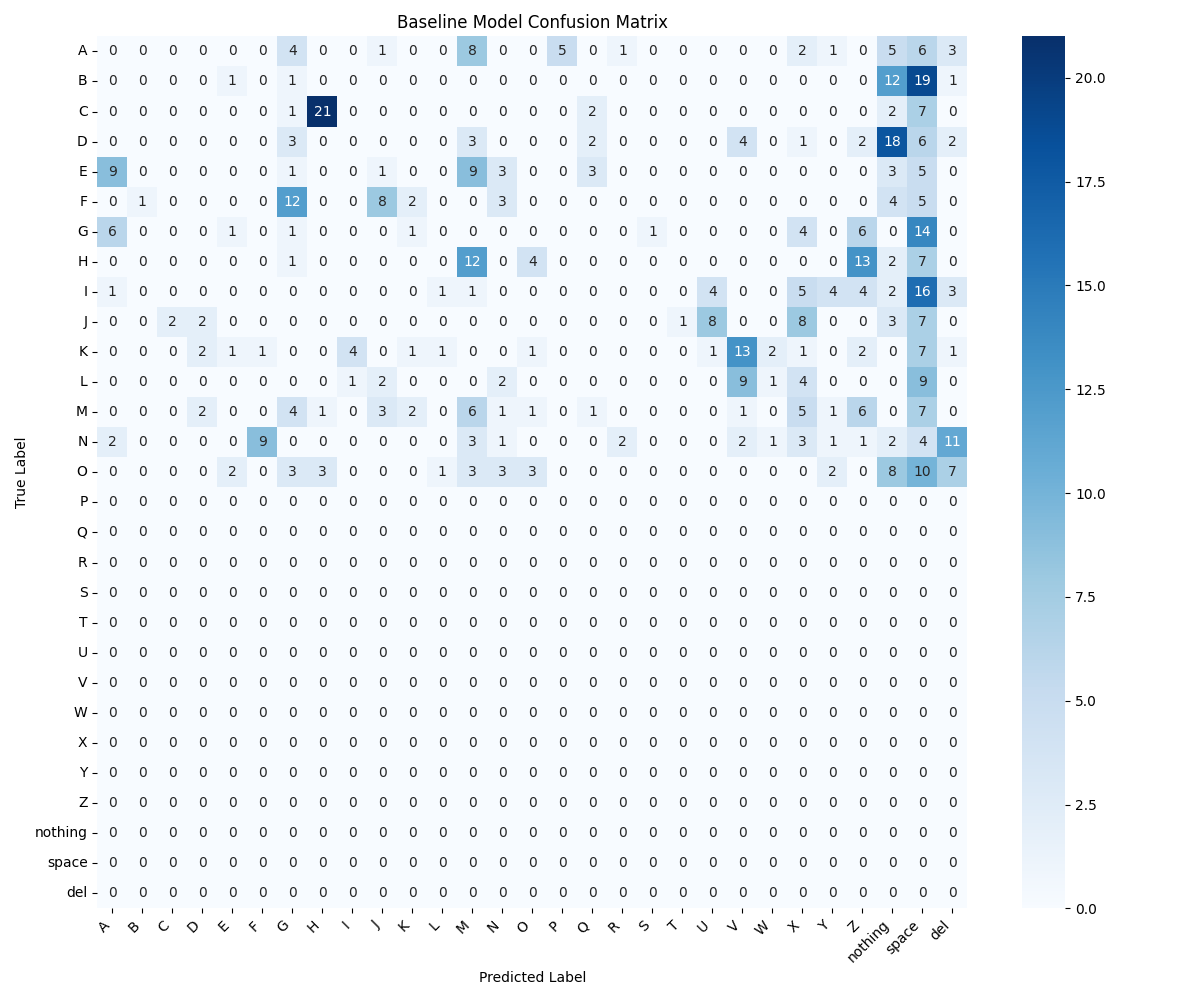 Baseline Model Confusion Matrix
A 0 0 0 0 0 0 4 0 0 1 0 0 8 0 0 5 0 1 0 0 0 0 0 2 1 0 5 6 3
B 0 0 0 0 1 0 1 0 0 0 0 0 0 0 0 0 0 0 0 0 0 0 0 0 0 0 12 19 1
C 0 0 0 0 0 0 1 21 0 0 0 0 0 0 0 0 2 0 0 0 0 0 0 0 0 0 2 7 0
D 0 0 0 0 0 0 3 0 0 0 0 0 3 0 0 0 2 0 0 0 0 4 0 1 0 2 18 6 2
E 9 0 0 0 0 0 1 0 0 1 0 0 9 3 0 0 3 0 0 0 0 0 0 0 0 0 3 5 0
F 0 1 0 0 0 0 12 0 0 8 2 0 0 3 0 0 0 0 0 0 0 0 0 0 0 0 4 5 0
G 6 0 0 0 1 0 1 0 0 0 1 0 0 0 0 0 0 0 1 0 0 0 0 4 0 6 0 14 0
H 0 0 0 0 0 0 1 0 0 0 0 0 12 0 4 0 0 0 0 0 0 0 0 0 0 13 2 7 0
I 1 0 0 0 0 0 0 0 0 0 0 1 1 0 0 0 0 0 0 0 4 0 0 5 4 4 2 16 3
J 0 0 2 2 0 0 0 0 0 0 0 0 0 0 0 0 0 0 0 1 8 0 0 8 0 0 3 7 0
K 0 0 0 2 1 1 0 0 4 0 1 1 0 0 1 0 0 0 0 0 1 13 2 1 0 2 0 7 1
L 0 0 0 0 0 0 0 0 1 2 0 0 0 2 0 0 0 0 0 0 0 9 1 4 0 0 0 9 0
M 0 0 0 2 0 0 4 1 0 3 2 0 6 1 1 0 1 0 0 0 0 1 0 5 1 6 0 7 0
N 2 0 0 0 0 9 0 0 0 0 0 0 3 1 0 0 0 2 0 0 0 2 1 3 1 1 2 4 11
O 0 0 0 0 2 0 3 3 0 0 0 1 3 3 3 0 0 0 0 0 0 0 0 0 2 0 8 10 7
P 0 0 0 0 0 0 0 0 0 0 0 0 0 0 0 0 0 0 0 0 0 0 0 0 0 0 0 0 0
Q 0 0 0 0 0 0 0 0 0 0 0 0 0 0 0 0 0 0 0 0 0 0 0 0 0 0 0 0 0
R 0 0 0 0 0 0 0 0 0 0 0 0 0 0 0 0 0 0 0 0 0 0 0 0 0 0 0 0 0
S 0 0 0 0 0 0 0 0 0 0 0 0 0 0 0 0 0 0 0 0 0 0 0 0 0 0 0 0 0
T 0 0 0 0 0 0 0 0 0 0 0 0 0 0 0 0 0 0 0 0 0 0 0 0 0 0 0 0 0
U 0 0 0 0 0 0 0 0 0 0 0 0 0 0 0 0 0 0 0 0 0 0 0 0 0 0 0 0 0
V 0 0 0 0 0 0 0 0 0 0 0 0 0 0 0 0 0 0 0 0 0 0 0 0 0 0 0 0 0
W 0 0 0 0 0 0 0 0 0 0 0 0 0 0 0 0 0 0 0 0 0 0 0 0 0 0 0 0 0
X 0 0 0 0 0 0 0 0 0 0 0 0 0 0 0 0 0 0 0 0 0 0 0 0 0 0 0 0 0
Y 0 0 0 0 0 0 0 0 0 0 0 0 0 0 0 0 0 0 0 0 0 0 0 0 0 0 0 0 0
Z 0 0 0 0 0 0 0 0 0 0 0 0 0 0 0 0 0 0 0 0 0 0 0 0 0 0 0 0 0
nothing 0 0 0 0 0 0 0 0 0 0 0 0 0 0 0 0 0 0 0 0 0 0 0 0 0 0 0 0 0
space 0 0 0 0 0 0 0 0 0 0 0 0 0 0 0 0 0 0 0 0 0 0 0 0 0 0 0 0 0
del 0 0 0 0 0 0 0 0 0 0 0 0 0 0 0 0 0 0 0 0 0 0 0 0 0 0 0 0 0
A B C D E F G H I J K L M N O P Q R S T U V W X Y Z nothing space del
Predicted Label
True Label
20.0
17.5
15.0
12.5
10.0
7.5
5.0
2.5
0.0